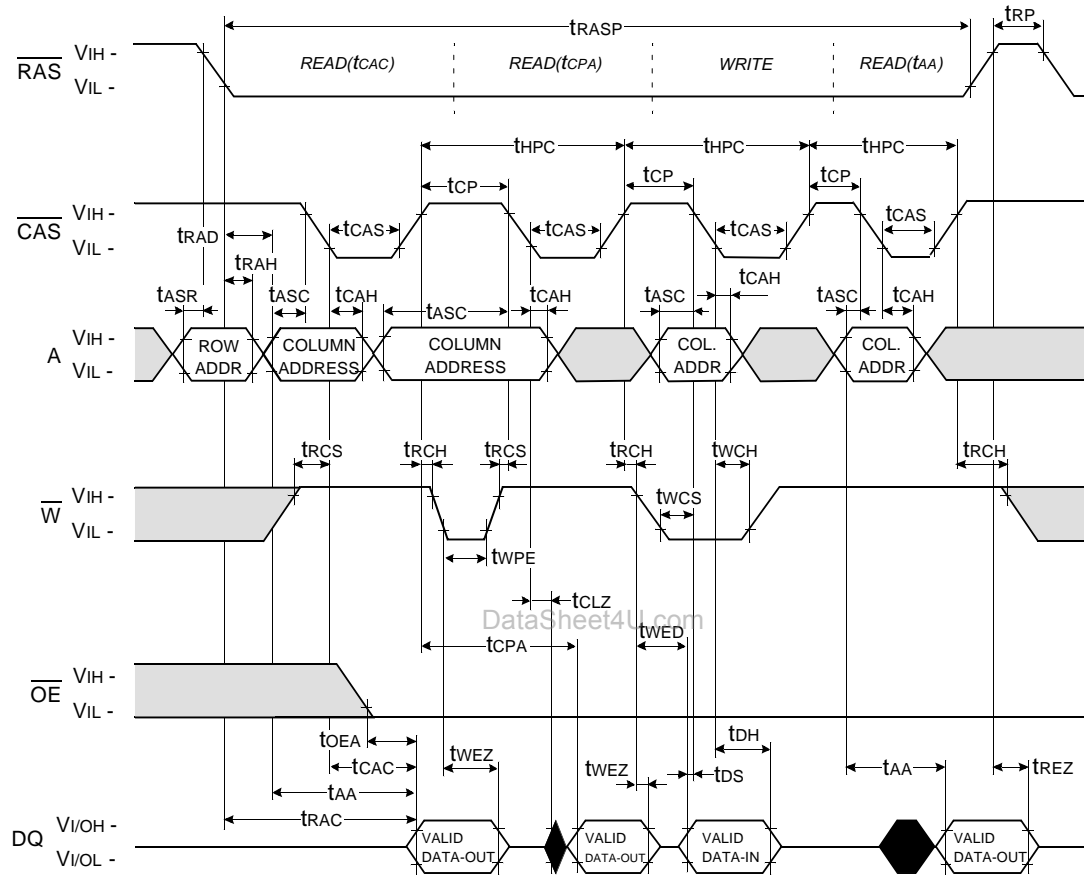 tRASP tRP
RAS VIH - VIL -
READ(tCAC) READ(tCPA) WRITE READ(tAA)
tHPC tHPC tHPC
tCP tCP tCP
CAS VIH - VIL -
tCAS tCAS tCAS tCAS
tRAD
tRAH
tASR tASC tCAH tASC tCAH tASC tCAH tASC tCAH
A VIH - VIL -
ROW ADDR
COLUMN ADDRESS
COLUMN ADDRESS
COL. ADDR
COL. ADDR
tRCS tRCH tRCS tRCH tWCH tRCH
W VIH - VIL -
tWCS
tWPE
tCLZ
DataSheet4U.com
tCPA tWED
OE VIH - VIL -
tOEA tDH
tCAC tWEZ tWEZ tDS tAA tREZ
tAA
tRAC
DQ VI/OH - VI/OL -
VALID DATA-OUT
VALID DATA-OUT
VALID DATA-IN
VALID DATA-OUT